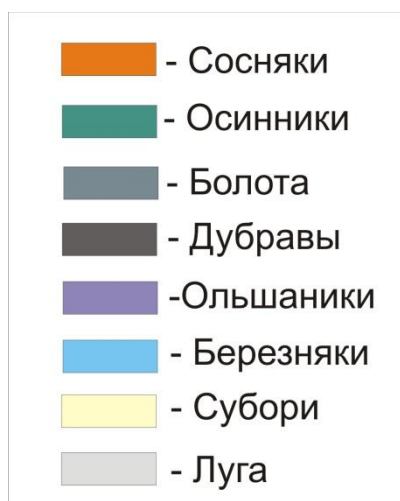 - Сосняки
- Осинники
- Болота
- Дубравы
-Ольшаники
- Березняки
- Субори
- Луга